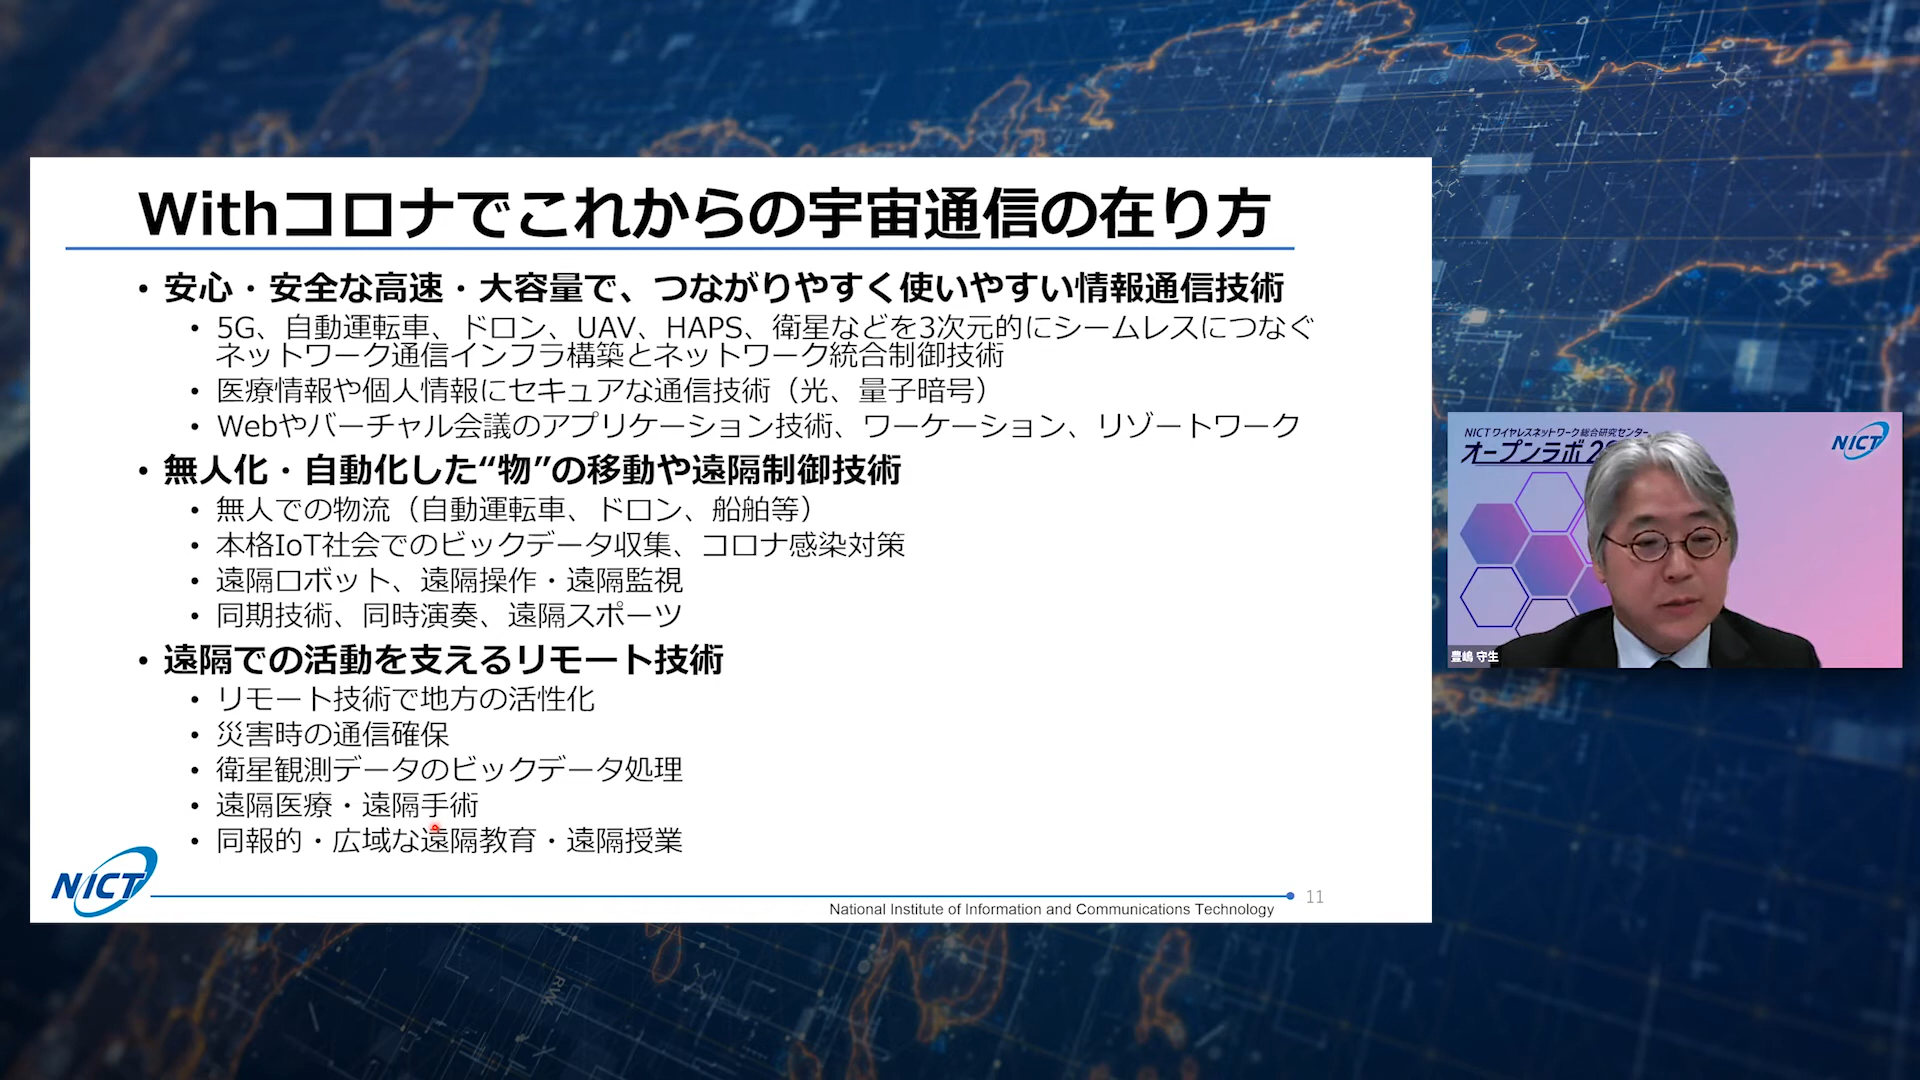 Withコロナでこれからの宇宙通信の在り方
• 安心・安全な高速・大容量で、つながりやすく使いやすい情報通信技術
• 5G、自動運転車、ドロン、UAV、HAPS、衛星などを3次元的にシームレスにつなぐ
ネットワーク通信インフラ構築とネットワーク統合制御技術
• 医療情報や個人情報にセキュアな通信技術（光、量子暗号）
• Webやバーチャル会議のアプリケーション技術、ワーケーション、リゾートワーク
• 無人化・自動化した“物”の移動や遠隔制御技術
• 無人での物流（自動運転車、ドロン、船舶等）
• 本格IoT社会でのビックデータ収集、コロナ感染対策
• 遠隔ロボット、遠隔操作・遠隔監視
• 同期技術、同時演奏、遠隔スポーツ
• 遠隔での活動を支えるリモート技術
• リモート技術で地方の活性化
• 災害時の通信確保
• 衛星観測データのビックデータ処理
• 遠隔医療・遠隔手術
• 同報的・広域な遠隔教育・遠隔授業
NICT
11
National Institute of Information and Communications Technology
NICT ワイヤレスネットワーク総合研究センター
オープンラボ
NICT
豊嶋 守生